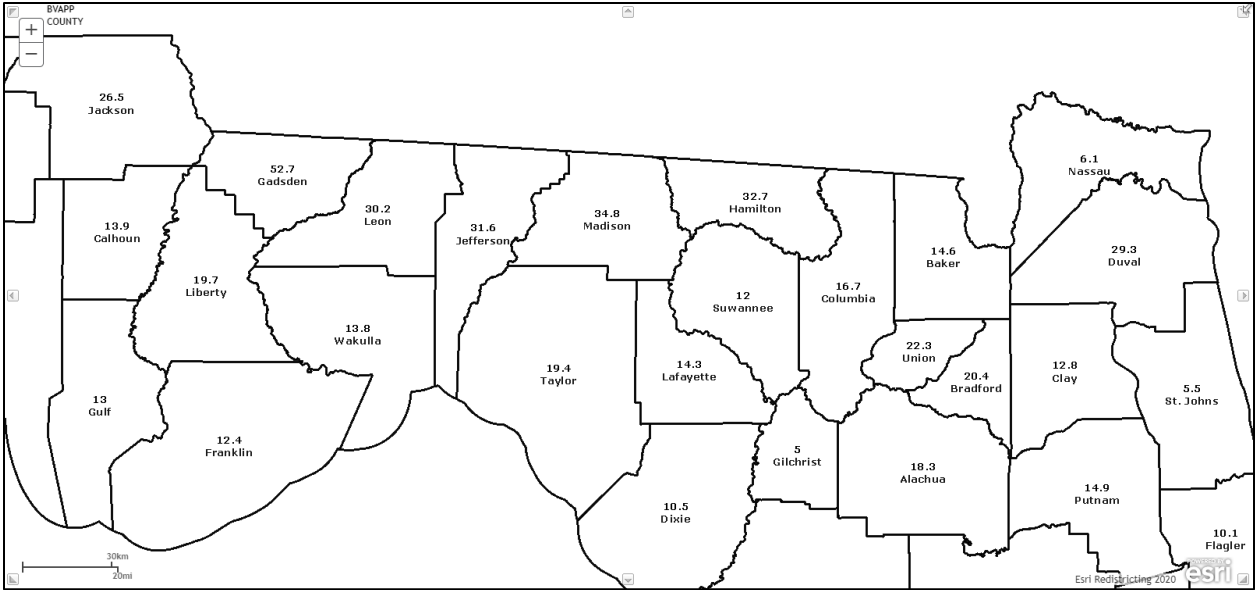 BVAPP
COUNTY
+
−
26.5
Jackson
52.7
Gadsden
6.1
Nassau
13.9
Calhoun
30.2
Leon
31.6
Jefferson
34.8
Madison
32.7
Hamilton
14.6
Baker
29.3
Duval
19.7
Liberty
16.7
Columbia
12
Suwannee
13.8
Wakulla
22.3
Union
19.4
Taylor
14.3
Lafayette
20.4
Bradford
12.8
Clay
5.5
St. Johns
13
Gulf
12.4
Franklin
5
Gilchrist
18.3
Alachua
14.9
Putnam
10.5
Dixie
10.1
Flagler
30km
20mi
Esri Redistricting 2020
POWERED BY
esri